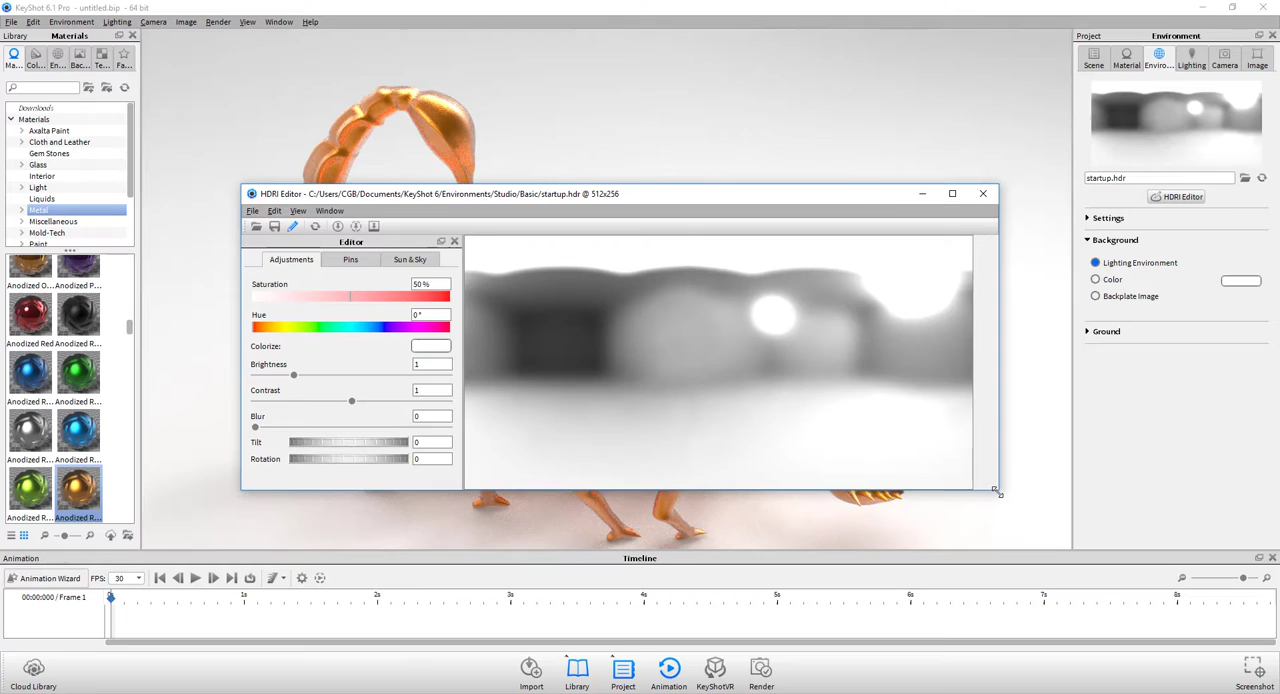 KeyShot 6.1 Pro - untitled.bip - 64 bit
File Edit Environment Lighting Camera Image Render View Window Help
Library Materials
Ma... Col... En... Bac... Te... Fa...
Downloads
Materials
Axalta Paint
Cloth and Leather
Gem Stones
Glass
Interior
Light
Liquids
Metal
Miscellaneous
Mold-Tech
Paint
Anodized O...
Anodized P...
Anodized Red
Anodized R...
Anodized R...
Anodized R...
Anodized R...
Anodized R...
Anodized R...
Anodized R...
HDRI Editor - C:/Users/CGB/Documents/KeyShot 6/Environments/Studio/Basic/startup.hdr @ 512x256
File Edit View Window
Editor
Adjustments Pins Sun & Sky
Saturation 50 %
Hue 0 °
Colorize:
Brightness 1
Contrast 1
Blur 0
Tilt 0
Rotation 0
Project Environment
Scene Material Enviro... Lighting Camera Image
startup.hdr
HDRI Editor
Settings
Background
Lighting Environment
Color
Backplate Image
Ground
Animation Timeline
Animation Wizard FPS: 30
00:00:000 / Frame 1
1s 2s 3s 4s 5s 6s 7s 8s
Cloud Library Import Library Project Animation KeyShotVR Render Screenshot